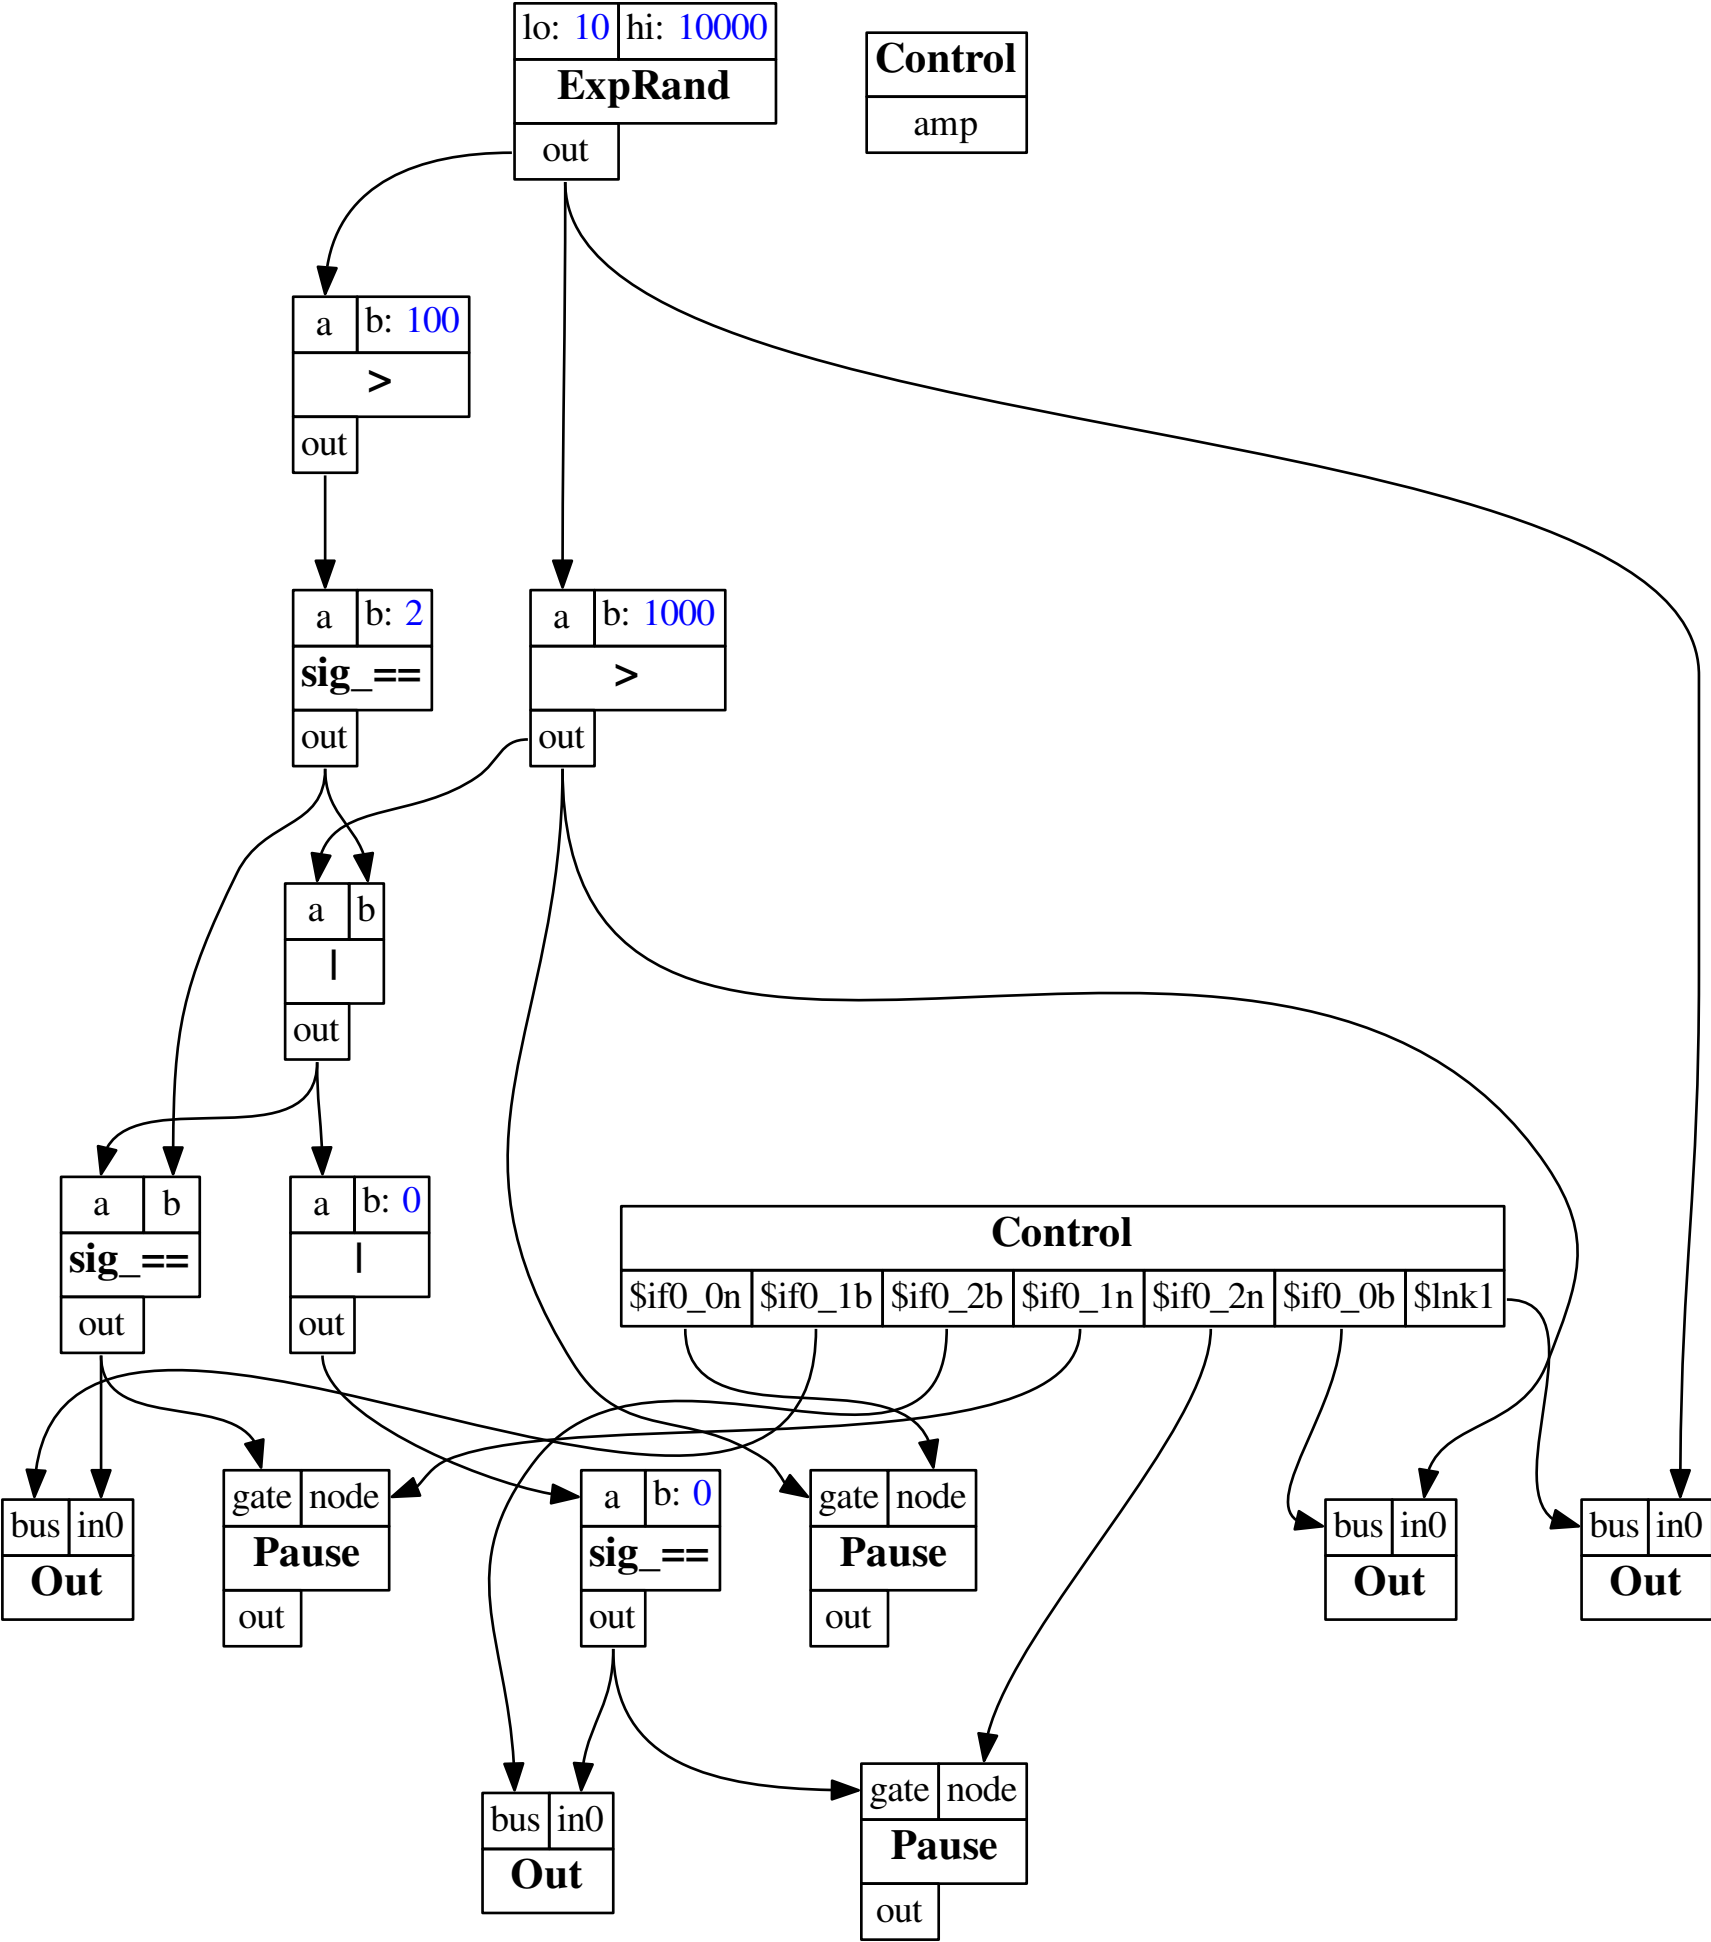 lo: 10 hi: 10000
ExpRand
out
Control
amp
a b: 100
>
out
a b: 2
sig_==
out
a b: 1000
>
out
a b
|
out
a b
sig_==
out
a b: 0
|
out
Control
$if0_0n $if0_1b $if0_2b $if0_1n $if0_2n $if0_0b $lnk1
bus in0
Out
gate node
Pause
out
a b: 0
sig_==
out
gate node
Pause
out
bus in0
Out
bus in0
Out
bus in0
Out
gate node
Pause
out